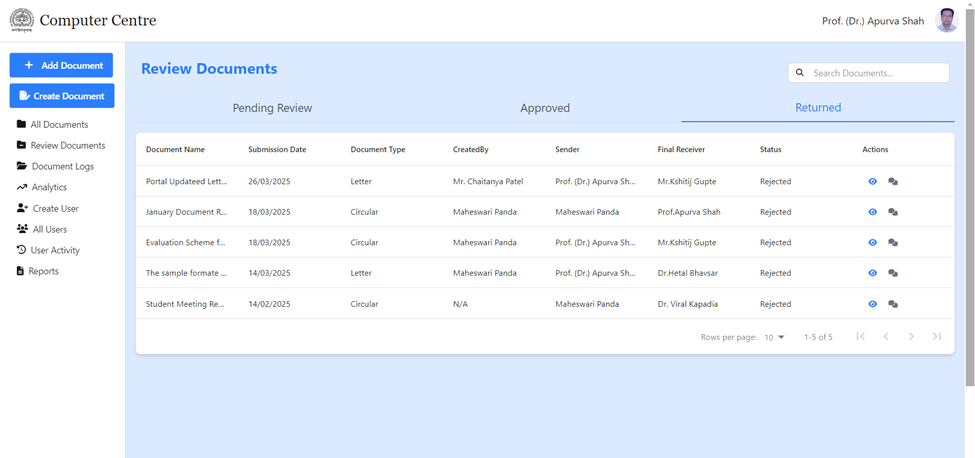 Computer Centre
Prof. (Dr.) Apurva Shah
Add Document
Create Document
All Documents
Review Documents
Document Logs
Analytics
Create User
All Users
User Activity
Reports
Review Documents
Search Documents...
Pending Review Approved Returned
Document Name Submission Date Document Type CreatedBy Sender Final Receiver Status Actions
Portal Updateed Lett... 26/03/2025 Letter Mr. Chaitanya Patel Prof. (Dr.) Apurva Sh... Mr.Kshitij Gupte Rejected
January Document R... 18/03/2025 Circular Maheswari Panda Maheswari Panda Prof.Apurva Shah Rejected
Evaluation Scheme f... 18/03/2025 Circular Maheswari Panda Prof. (Dr.) Apurva Sh... Mr.Kshitij Gupte Rejected
The sample formate ... 14/03/2025 Letter Maheswari Panda Prof. (Dr.) Apurva Sh... Dr.Hetal Bhavsar Rejected
Student Meeting Re... 14/02/2025 Circular N/A Maheswari Panda Dr. Viral Kapadia Rejected
Rows per page: 10 1-5 of 5